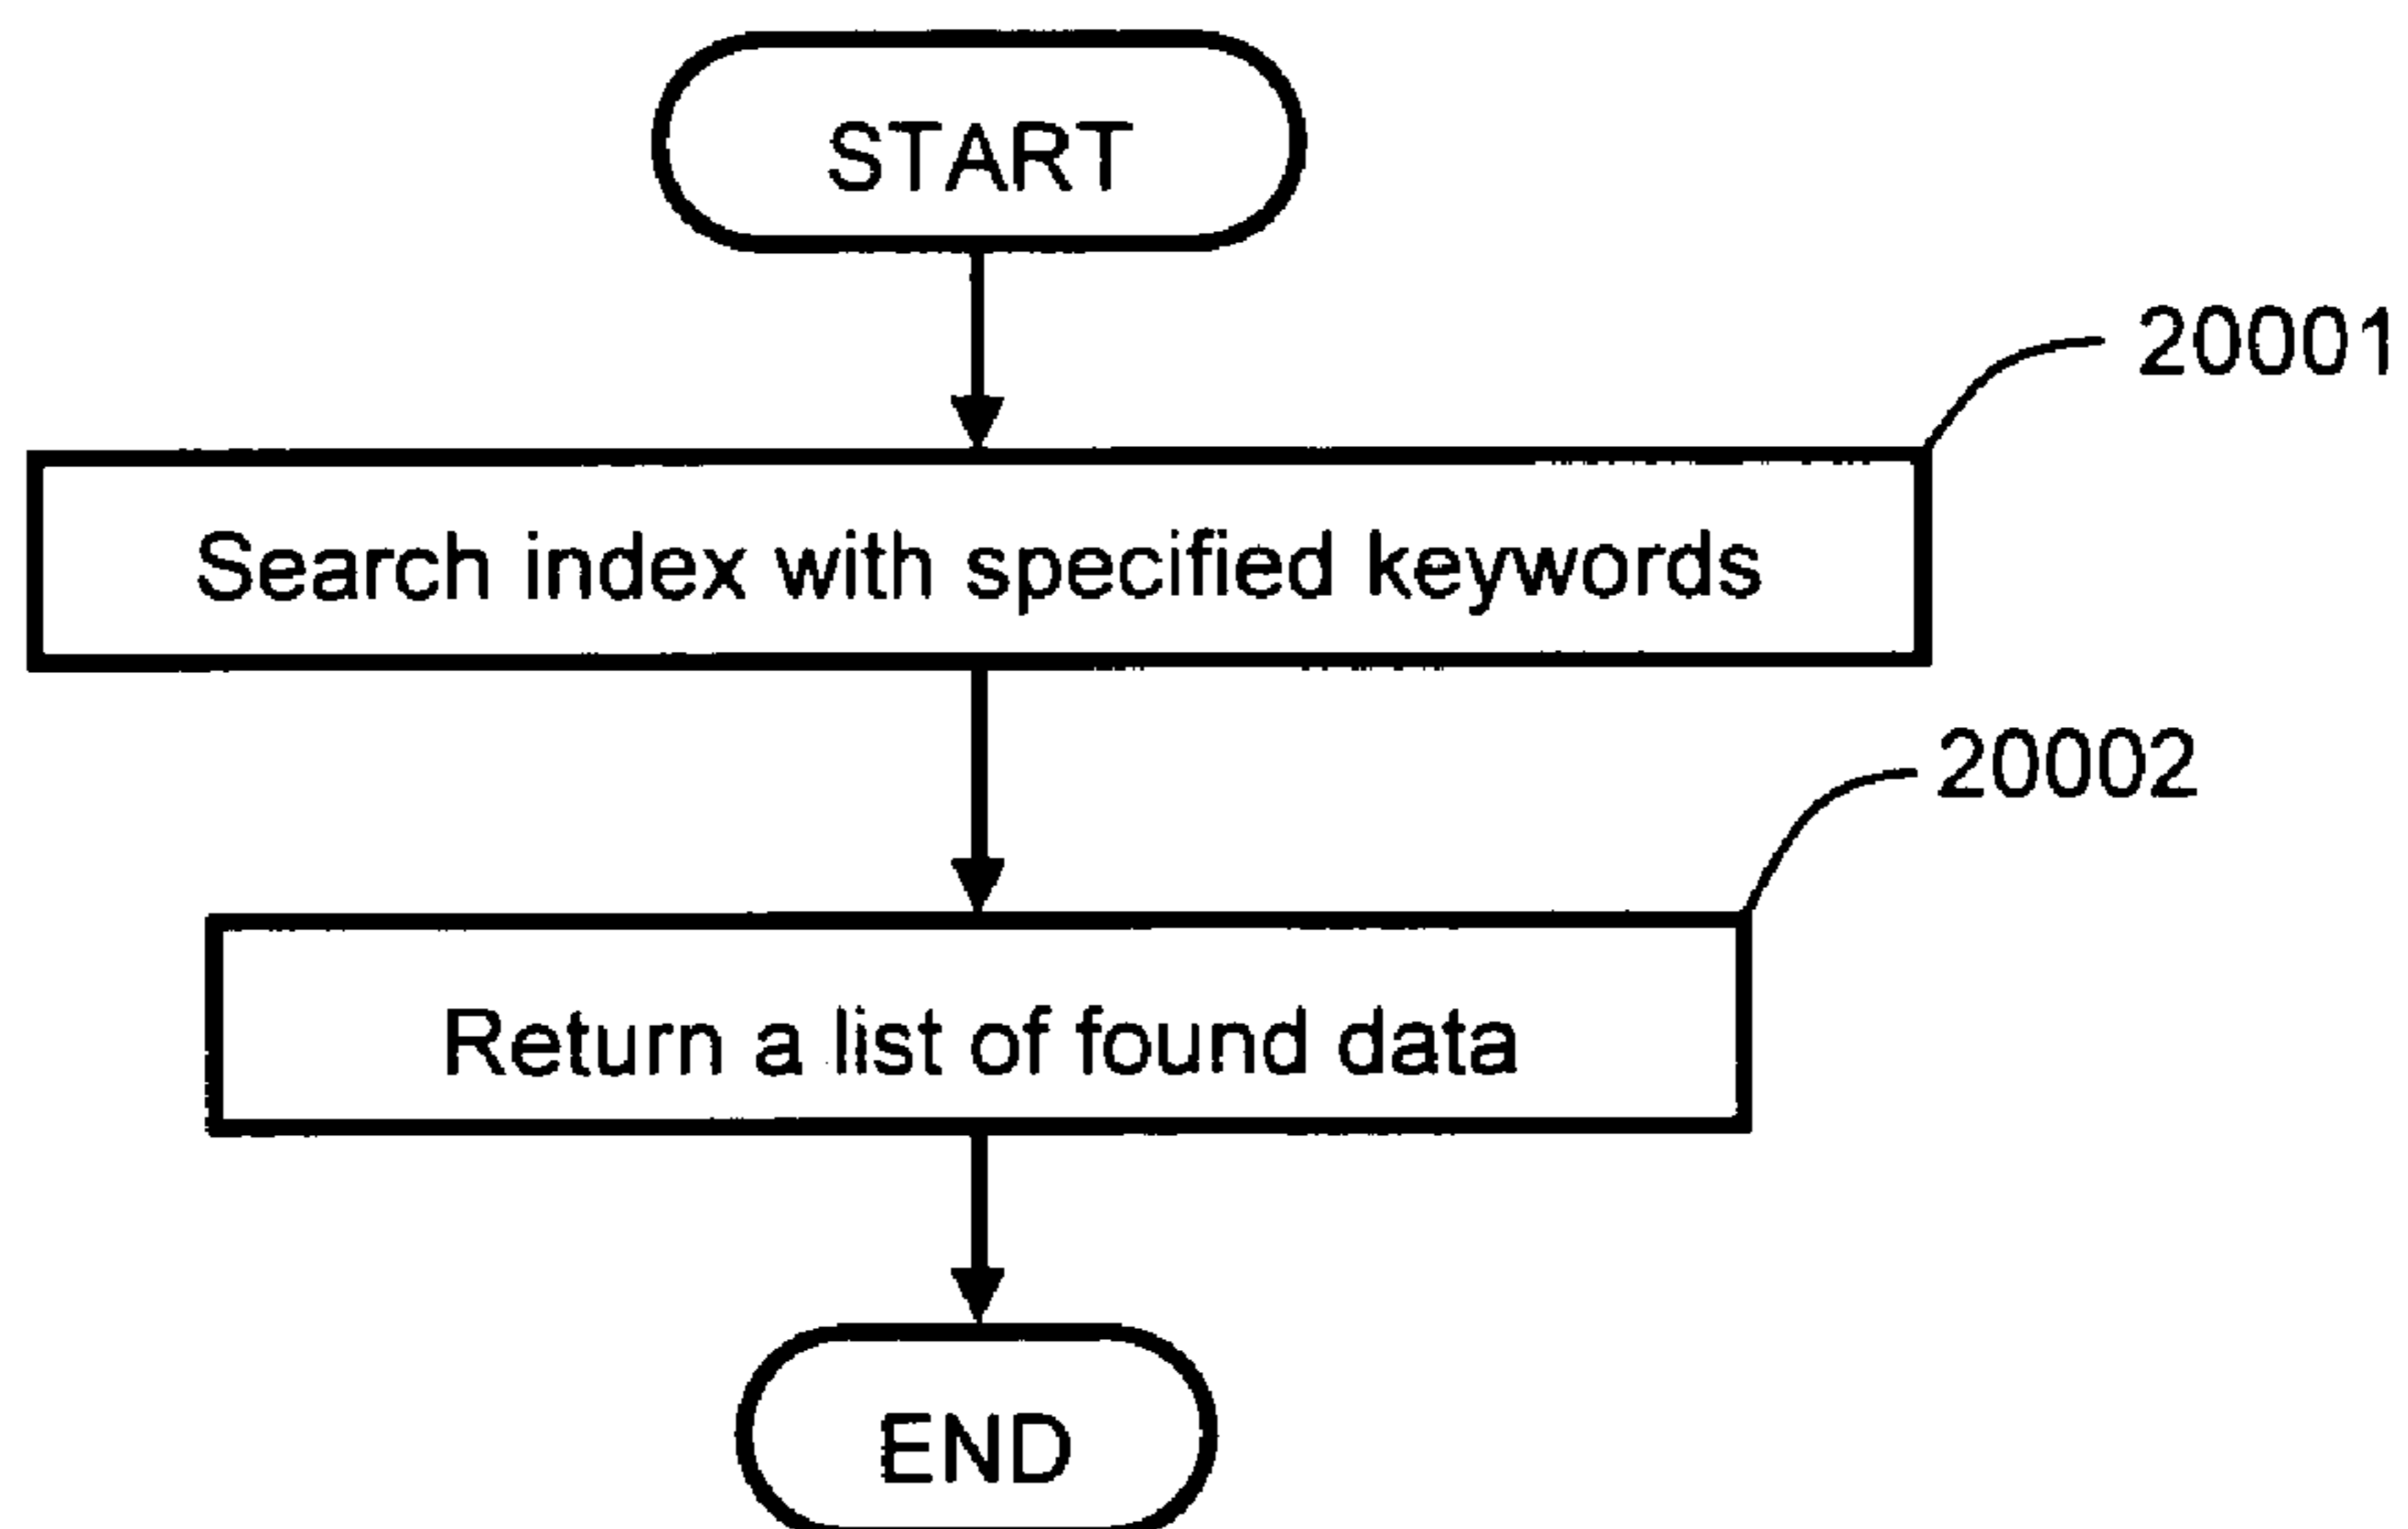 START
20001
Search index with specified keywords
20002
Return a list of found data
END